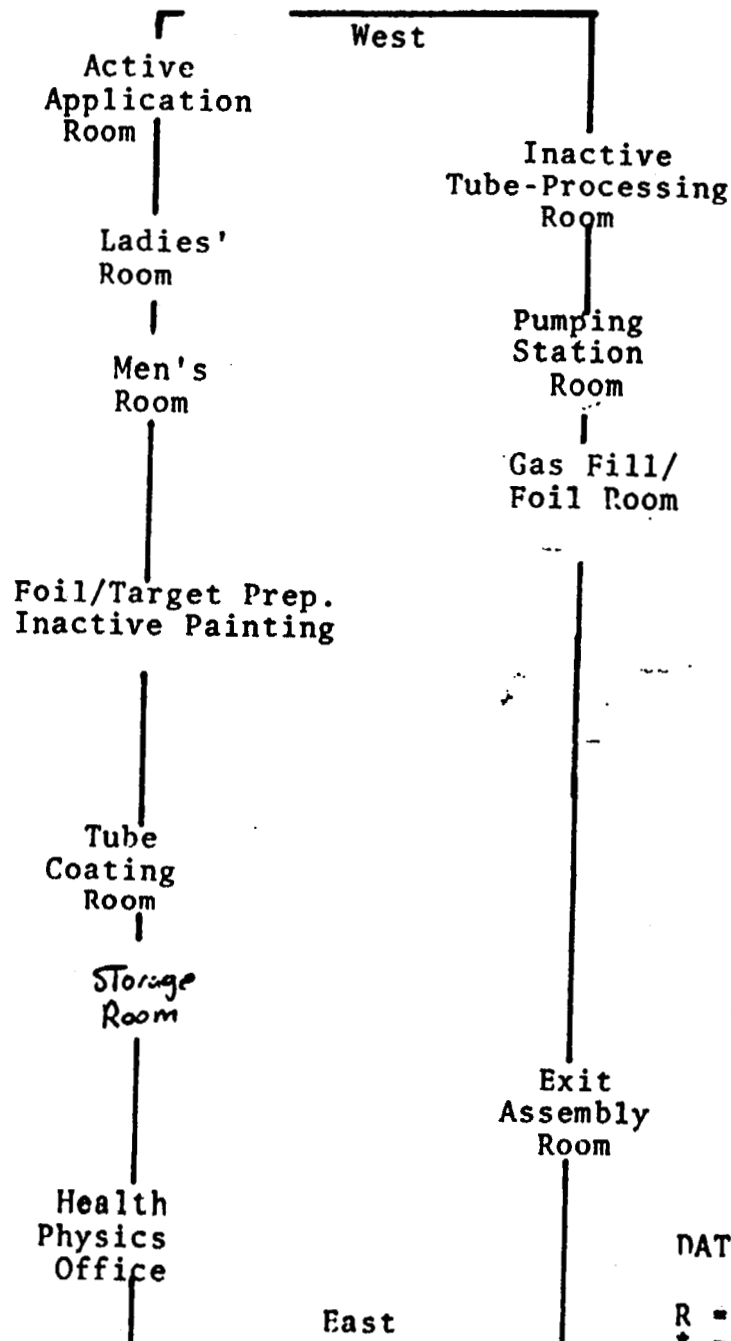 West
Active
Application
Room
Inactive
Tube-Processing
Room
Ladies'
Room
Pumping
Station
Room
Men's
Room
Gas Fill/
Foil Room
Foil/Target Prep.
Inactive Painting
Tube
Coating
Room
Storage
Room
Exit
Assembly
Room
Health
Physics
Office
DAT
East
R =
*